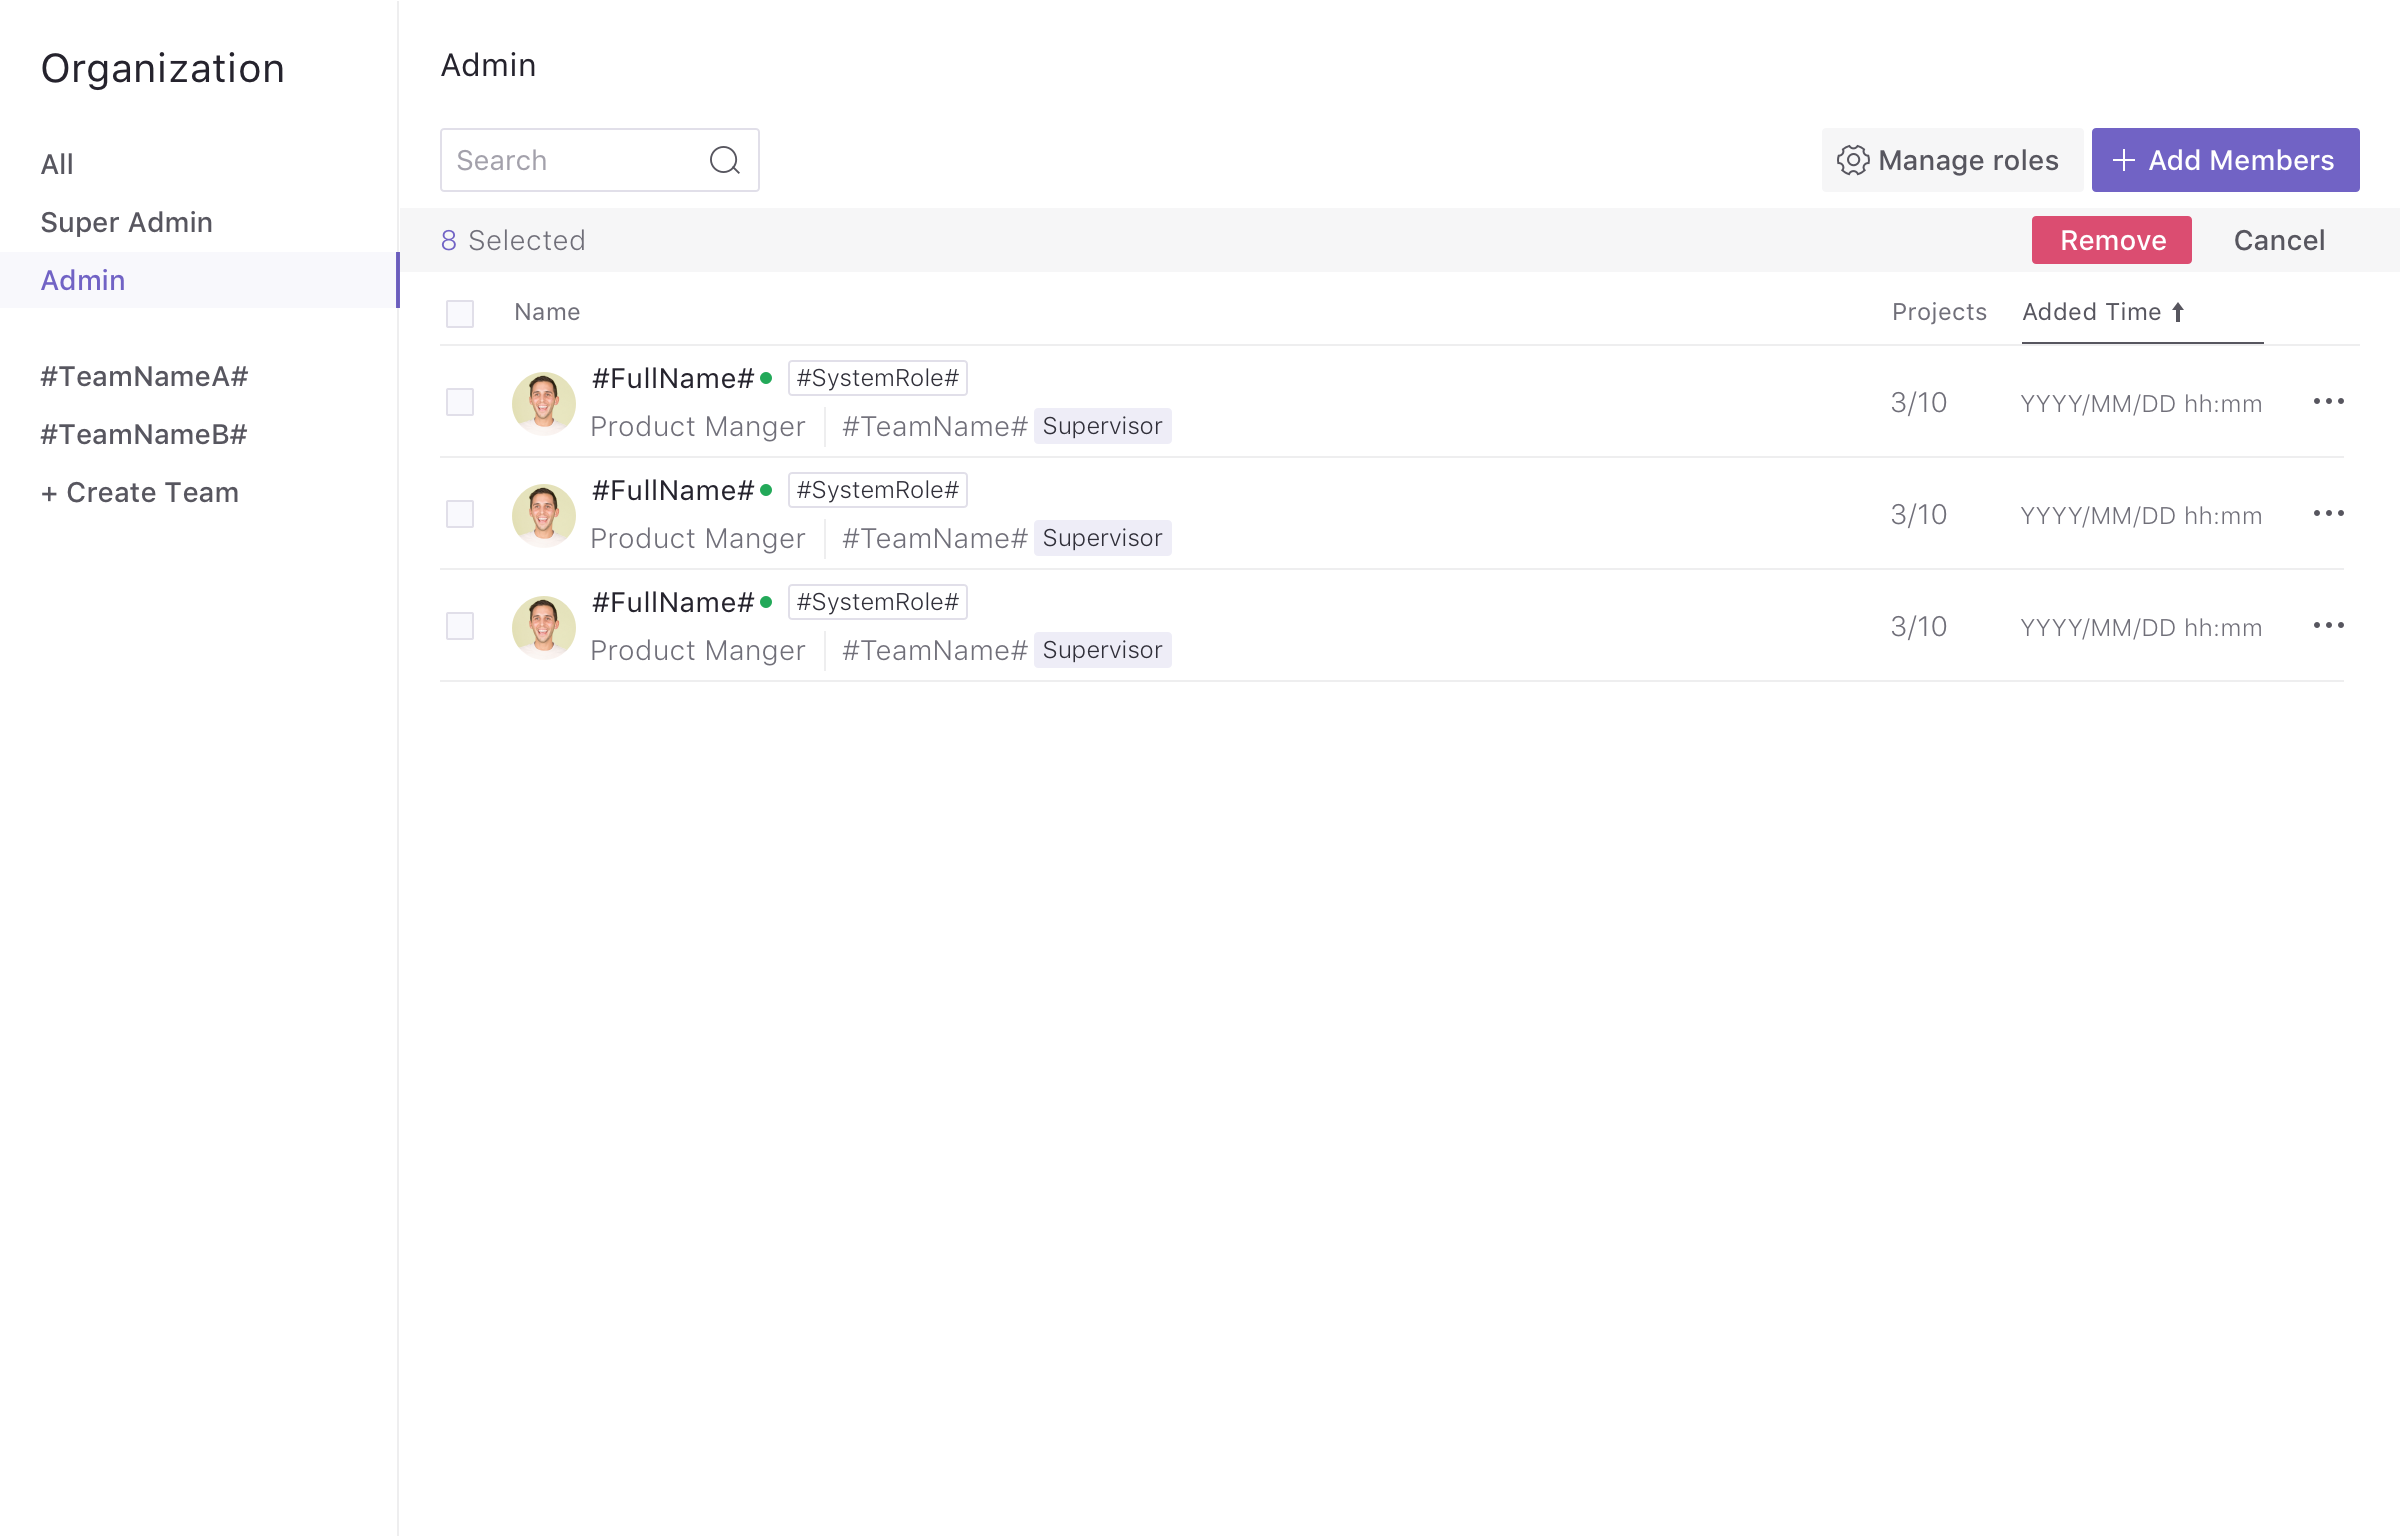 Organization
All
Super Admin
Admin
#TeamNameA#
#TeamNameB#
+ Create Team
Admin
Search
Manage roles
+ Add Members
8 Selected
Remove
Cancel
Name
Projects
Added Time
#FullName# #SystemRole#
Product Manger #TeamName# Supervisor
3/10
YYYY/MM/DD hh:mm
#FullName# #SystemRole#
Product Manger #TeamName# Supervisor
3/10
YYYY/MM/DD hh:mm
#FullName# #SystemRole#
Product Manger #TeamName# Supervisor
3/10
YYYY/MM/DD hh:mm